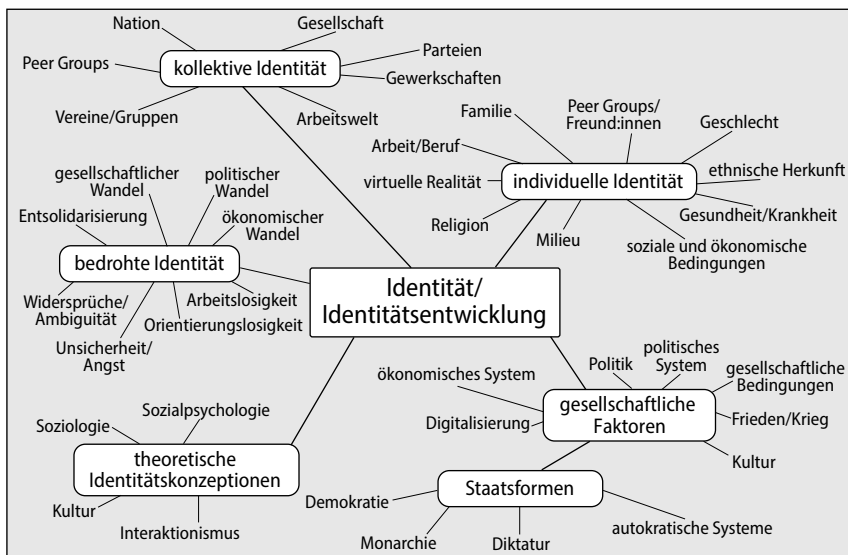 Nation
Gesellschaft
Parteien
Peer Groups
kollektive Identität
Gewerkschaften
Vereine/Gruppen
Arbeitswelt
Familie
Peer Groups/
Freund:innen
Geschlecht
Arbeit/Beruf
ethnische Herkunft
virtuelle Realität
individuelle Identität
Gesundheit/Krankheit
Religion
Milieu
soziale und ökonomische
Bedingungen
gesellschaftlicher
Wandel
politischer
Wandel
Entsolidarisierung
ökonomischer
Wandel
bedrohte Identität
Widersprüche/
Ambiguität
Arbeitslosigkeit
Orientierungslosigkeit
Unsicherheit/
Angst
Identität/
Identitätsentwicklung
ökonomisches System
Politik
politisches
System
gesellschaftliche
Bedingungen
gesellschaftliche
Faktoren
Digitalisierung
Frieden/Krieg
Kultur
Sozialpsychologie
Soziologie
theoretische
Identitätskonzeptionen
Kultur
Interaktionismus
Staatsformen
Demokratie
Monarchie
Diktatur
autokratische Systeme